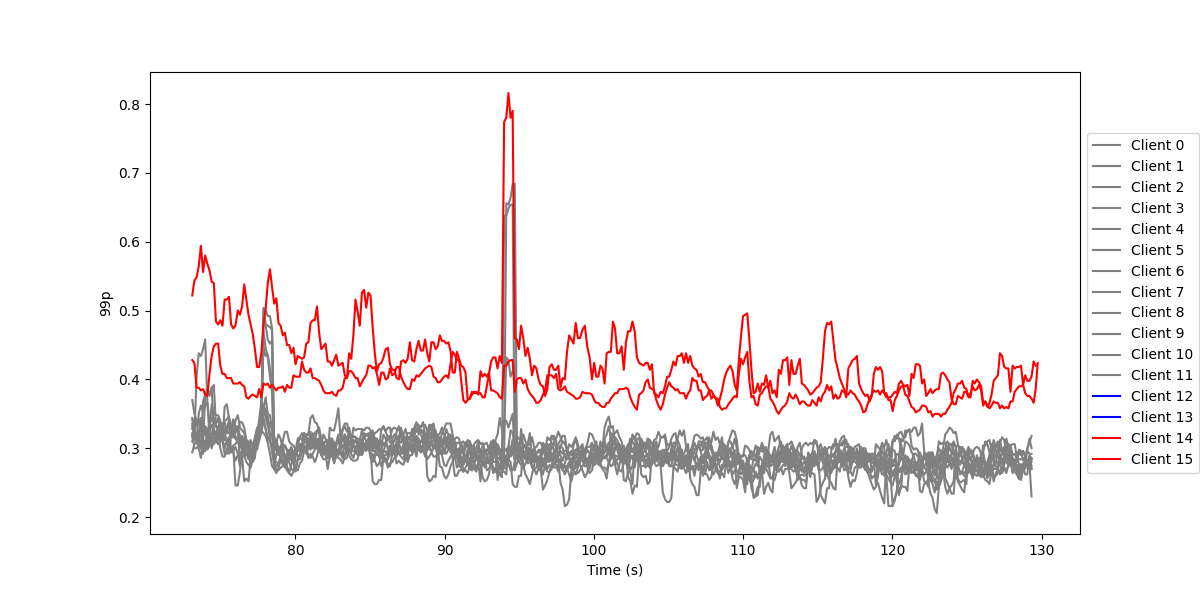 0.8
0.7
0.6
0.5
0.4
0.3
0.2
99p
80 90 100 110 120 130
Time (s)
Client 0
Client 1
Client 2
Client 3
Client 4
Client 5
Client 6
Client 7
Client 8
Client 9
Client 10
Client 11
Client 12
Client 13
Client 14
Client 15